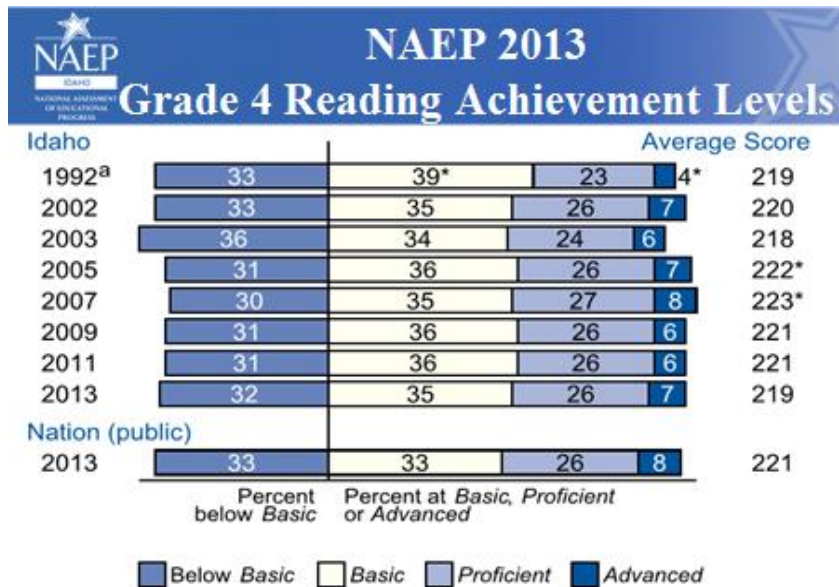 NAEP
IDAHO
NATIONAL ASSESSMENT
OF EDUCATIONAL
PROGRESS
NAEP 2013
Grade 4 Reading Achievement Levels
Idaho Average Score
1992a 33 39* 23 4* 219
2002 33 35 26 7 220
2003 36 34 24 6 218
2005 31 36 26 7 222*
2007 30 35 27 8 223*
2009 31 36 26 6 221
2011 31 36 26 6 221
2013 32 35 26 7 219
Nation (public)
2013 33 33 26 8 221
Percent below Basic
Percent at Basic, Proficient or Advanced
Below Basic Basic Proficient Advanced